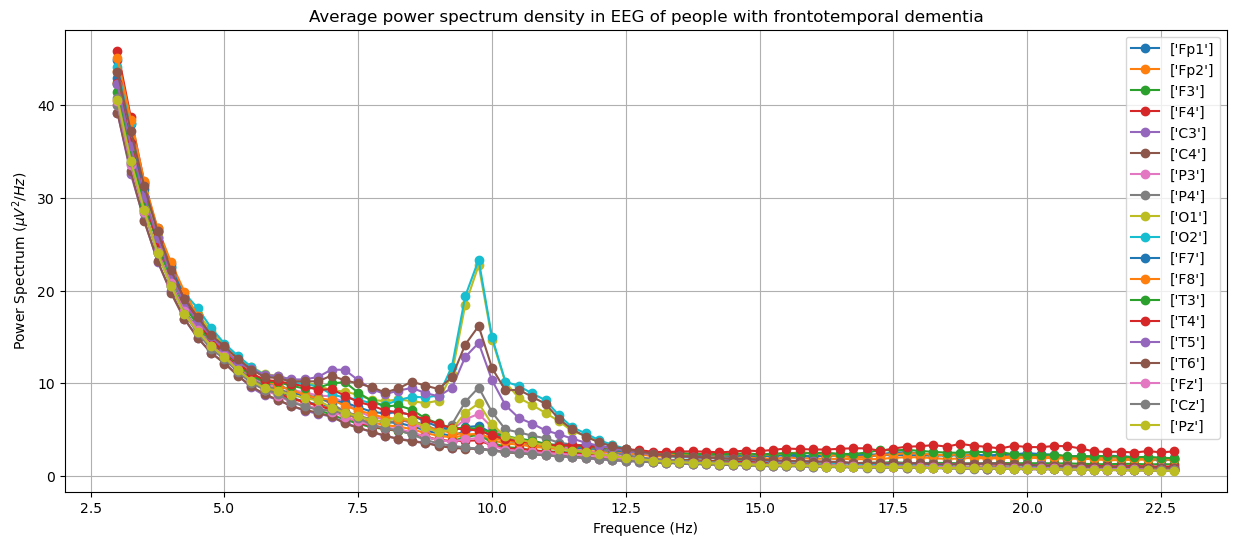 Average power spectrum density in EEG of people with frontotemporal dementia
Power Spectrum (μV²/Hz)
40
30
20
10
0
2.5 5.0 7.5 10.0 12.5 15.0 17.5 20.0 22.5
Frequence (Hz)
['Fp1']
['Fp2']
['F3']
['F4']
['C3']
['C4']
['P3']
['P4']
['O1']
['O2']
['F7']
['F8']
['T3']
['T4']
['T5']
['T6']
['Fz']
['Cz']
['Pz']